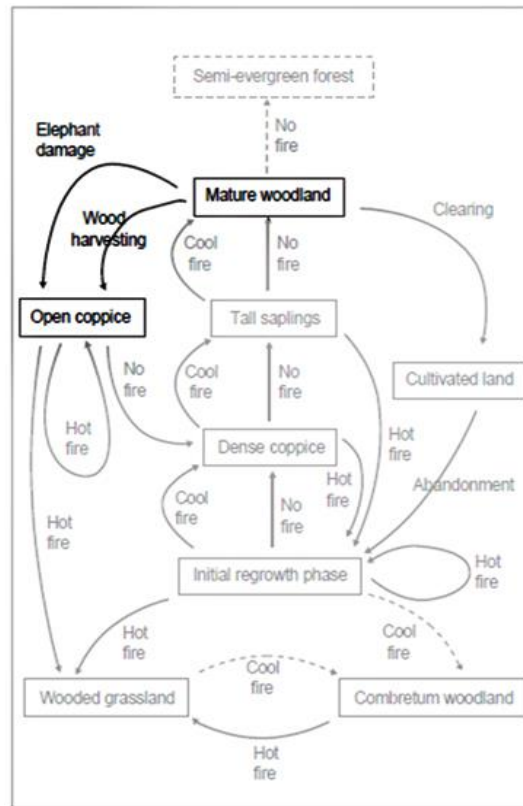 Semi-evergreen forest
Elephant
damage
No
fire
Mature woodland
Wood
harvesting
Clearing
Cool
fire
No
fire
Open coppice
Tall saplings
No
fire
Cool
fire
No
fire
Cultivated land
Hot
fire
Hot
fire
Dense coppice
Hot
fire
Abandonment
Cool
fire
No
fire
Hot
fire
Initial regrowth phase
Hot
fire
Hot
fire
Cool
fire
Wooded grassland
Cool
fire
Combretum woodland
Hot
fire